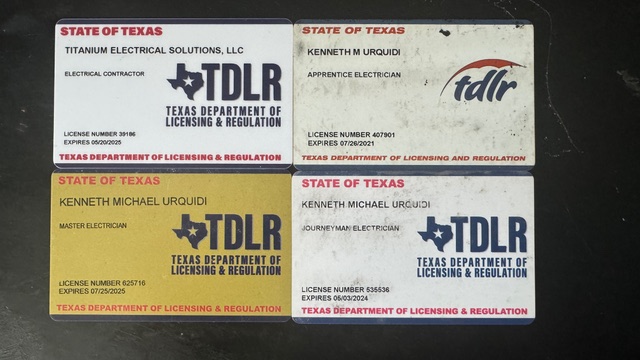 STATE OF TEXAS
TITANIUM ELECTRICAL SOLUTIONS, LLC
ELECTRICAL CONTRACTOR
TDLR
TEXAS DEPARTMENT OF
LICENSING & REGULATION
LICENSE NUMBER 39186
EXPIRES 05/20/2025
TEXAS DEPARTMENT OF LICENSING & REGULATION
STATE OF TEXAS
KENNETH M URQUIDI
APPRENTICE ELECTRICIAN
tdlr
LICENSE NUMBER 407901
EXPIRES 07/26/2021
TEXAS DEPARTMENT OF LICENSING AND REGULATION
STATE OF TEXAS
KENNETH MICHAEL URQUIDI
MASTER ELECTRICIAN
TDLR
TEXAS DEPARTMENT OF
LICENSING & REGULATION
LICENSE NUMBER 625716
EXPIRES 07/25/2025
TEXAS DEPARTMENT OF LICENSING & REGULATION
STATE OF TEXAS
KENNETH MICHAEL URQUIDI
JOURNEYMAN ELECTRICIAN
TDLR
TEXAS DEPARTMENT OF
LICENSING & REGULATION
LICENSE NUMBER 535536
EXPIRES 05/03/2024
TEXAS DEPARTMENT OF LICENSING & REGULATION